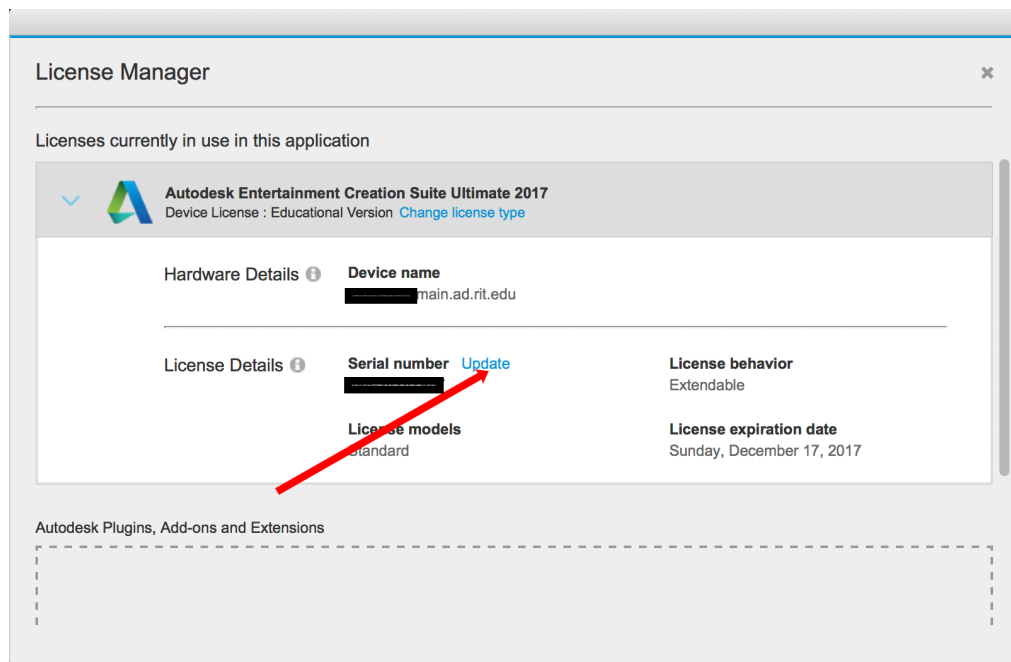 License Manager
Licenses currently in use in this application
Autodesk Entertainment Creation Suite Ultimate 2017
Device License : Educational Version Change license type
Hardware Details
Device name
main.ad.rit.edu
License Details
Serial number Update
License behavior
Extendable
License models
Standard
License expiration date
Sunday, December 17, 2017
Autodesk Plugins, Add-ons and Extensions